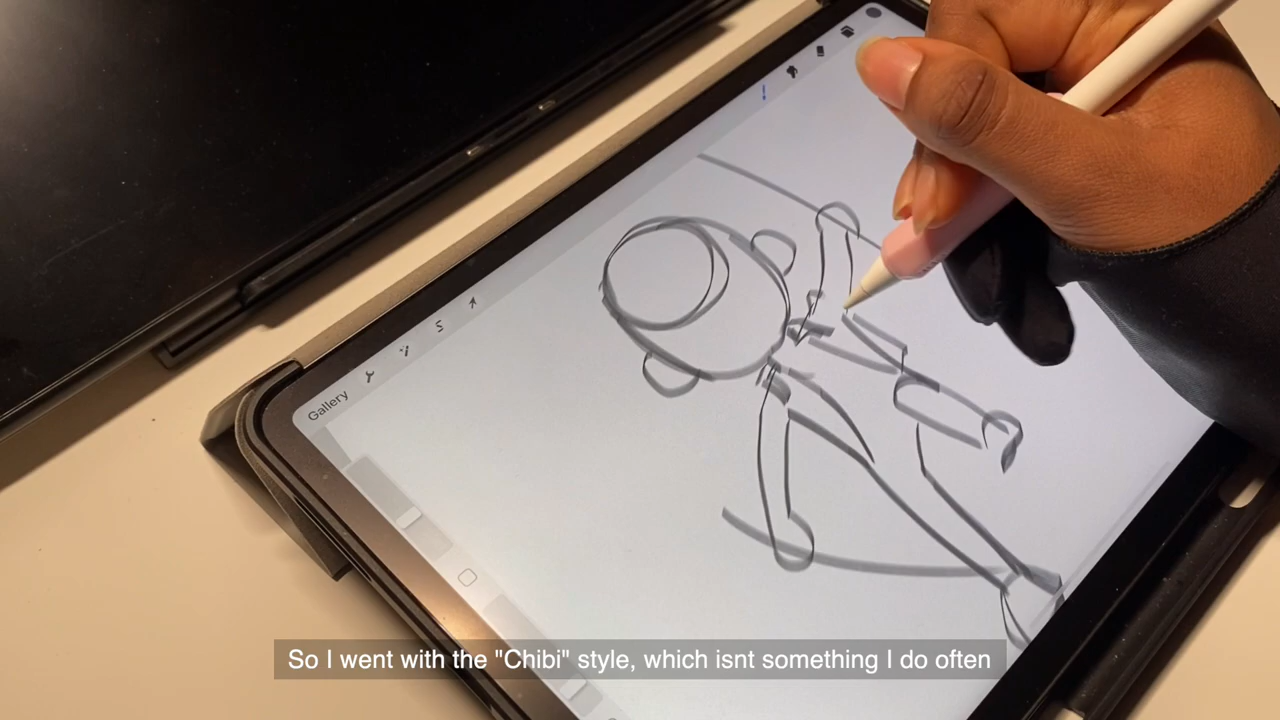 Gallery
So I went with the "Chibi" style, which isnt something I do often